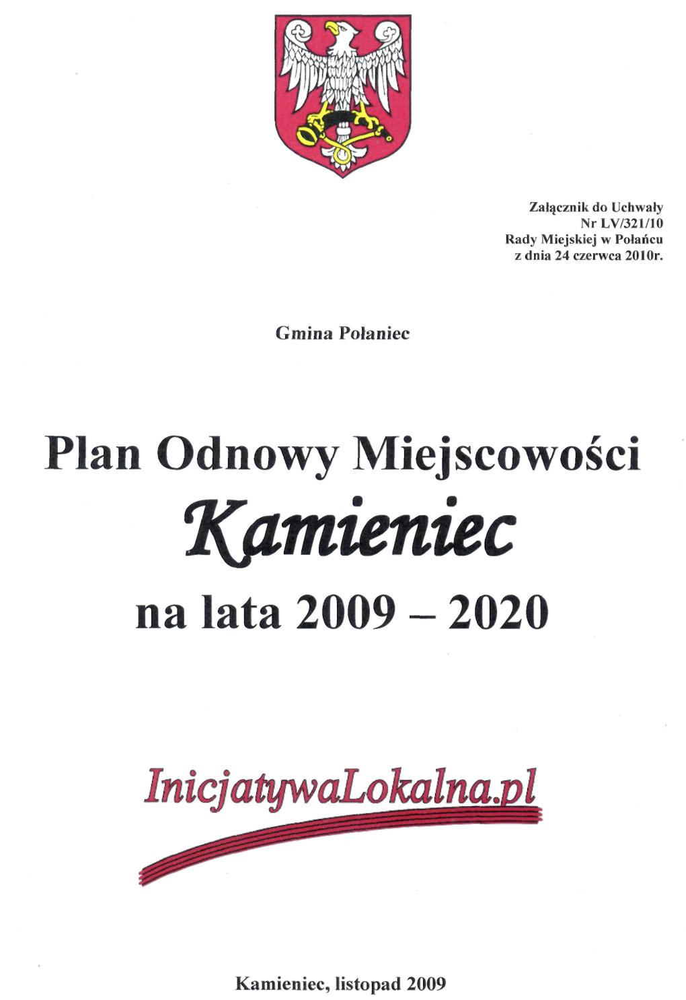 Załącznik do Uchwały
Nr LV/321/10
Rady Miejskiej w Połańcu
z dnia 24 czerwca 2010r.
Gmina Połaniec
Plan Odnowy Miejscowości
Kamieniec
na lata 2009 – 2020
InicjatywaLokalna.pl
Kamieniec, listopad 2009